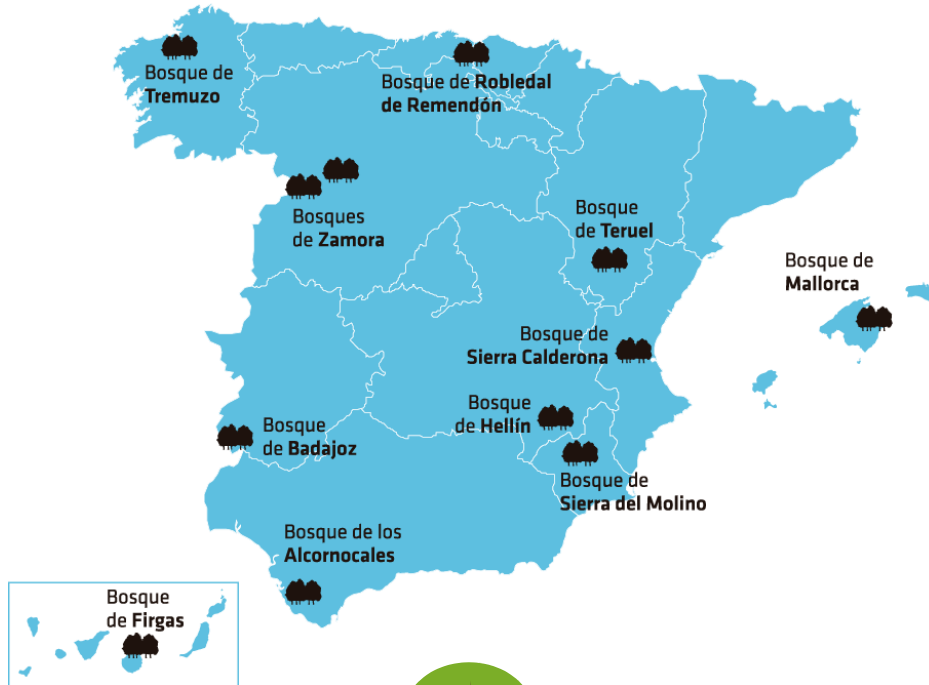 Bosque de
Tremuzo
Bosque de Robledal
de Remendón
Bosques
de Zamora
Bosque
de Teruel
Bosque de
Mallorca
Bosque de
Sierra Calderona
Bosque
de Hellín
Bosque
de Badajoz
Bosque de
Sierra del Molino
Bosque de los
Alcornocales
Bosque
de Firgas